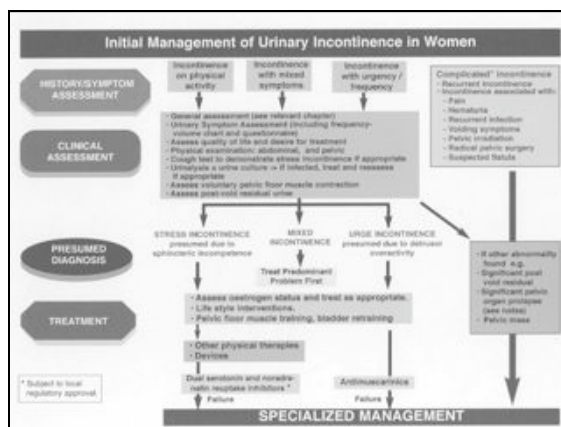 Initial Management of Urinary Incontinence in Women
HISTORY/SYMPTOM
ASSESSMENT
Incontinence
on physical
activity
Incontinence
with mixed
symptoms
Incontinence
with urgency /
frequency
Complicated" incontinence
• Recurrent incontinence
• Incontinence associated with:
- Pain
- Hematuria
- Recurrent infection
- Voiding symptoms
- Pelvic irradiation
- Radical pelvic surgery
- Suspected fistula
CLINICAL
ASSESSMENT
• General assessment (see relevant chapter)
• Urinary Symptom Assessment (including frequency-
volume chart and questionnaire)
• Assess quality of life and desire for treatment
• Physical examination: abdominal, and pelvic
• Cough test to demonstrate stress incontinence if appropriate
• Urinalysis ± urine culture -> if infected, treat and reassess
if appropriate
• Assess voluntary pelvic floor muscle contraction
• Assess post-void residual urine
PRESUMED
DIAGNOSIS
STRESS INCONTINENCE
presumed due to
sphincteric incompetence
MIXED
INCONTINENCE
Treat Predominant
Problem First
URGE INCONTINENCE
presumed due to detrusor
overactivity
• If other abnormality
found e.g.
• Significant post
void residual
• Significant pelvic
organ prolapse
(see notes)
• Pelvic mass
TREATMENT
• Assess oestrogen status and treat as appropriate.
• Life style interventions.
• Pelvic floor muscle training, bladder retraining
• Other physical therapies
• Devices
Dual serotonin and noradre-
nalin reuptake inhibitors *
Antimuscarinics
Failure
Failure
* Subject to local
regulatory approval.
SPECIALIZED MANAGEMENT